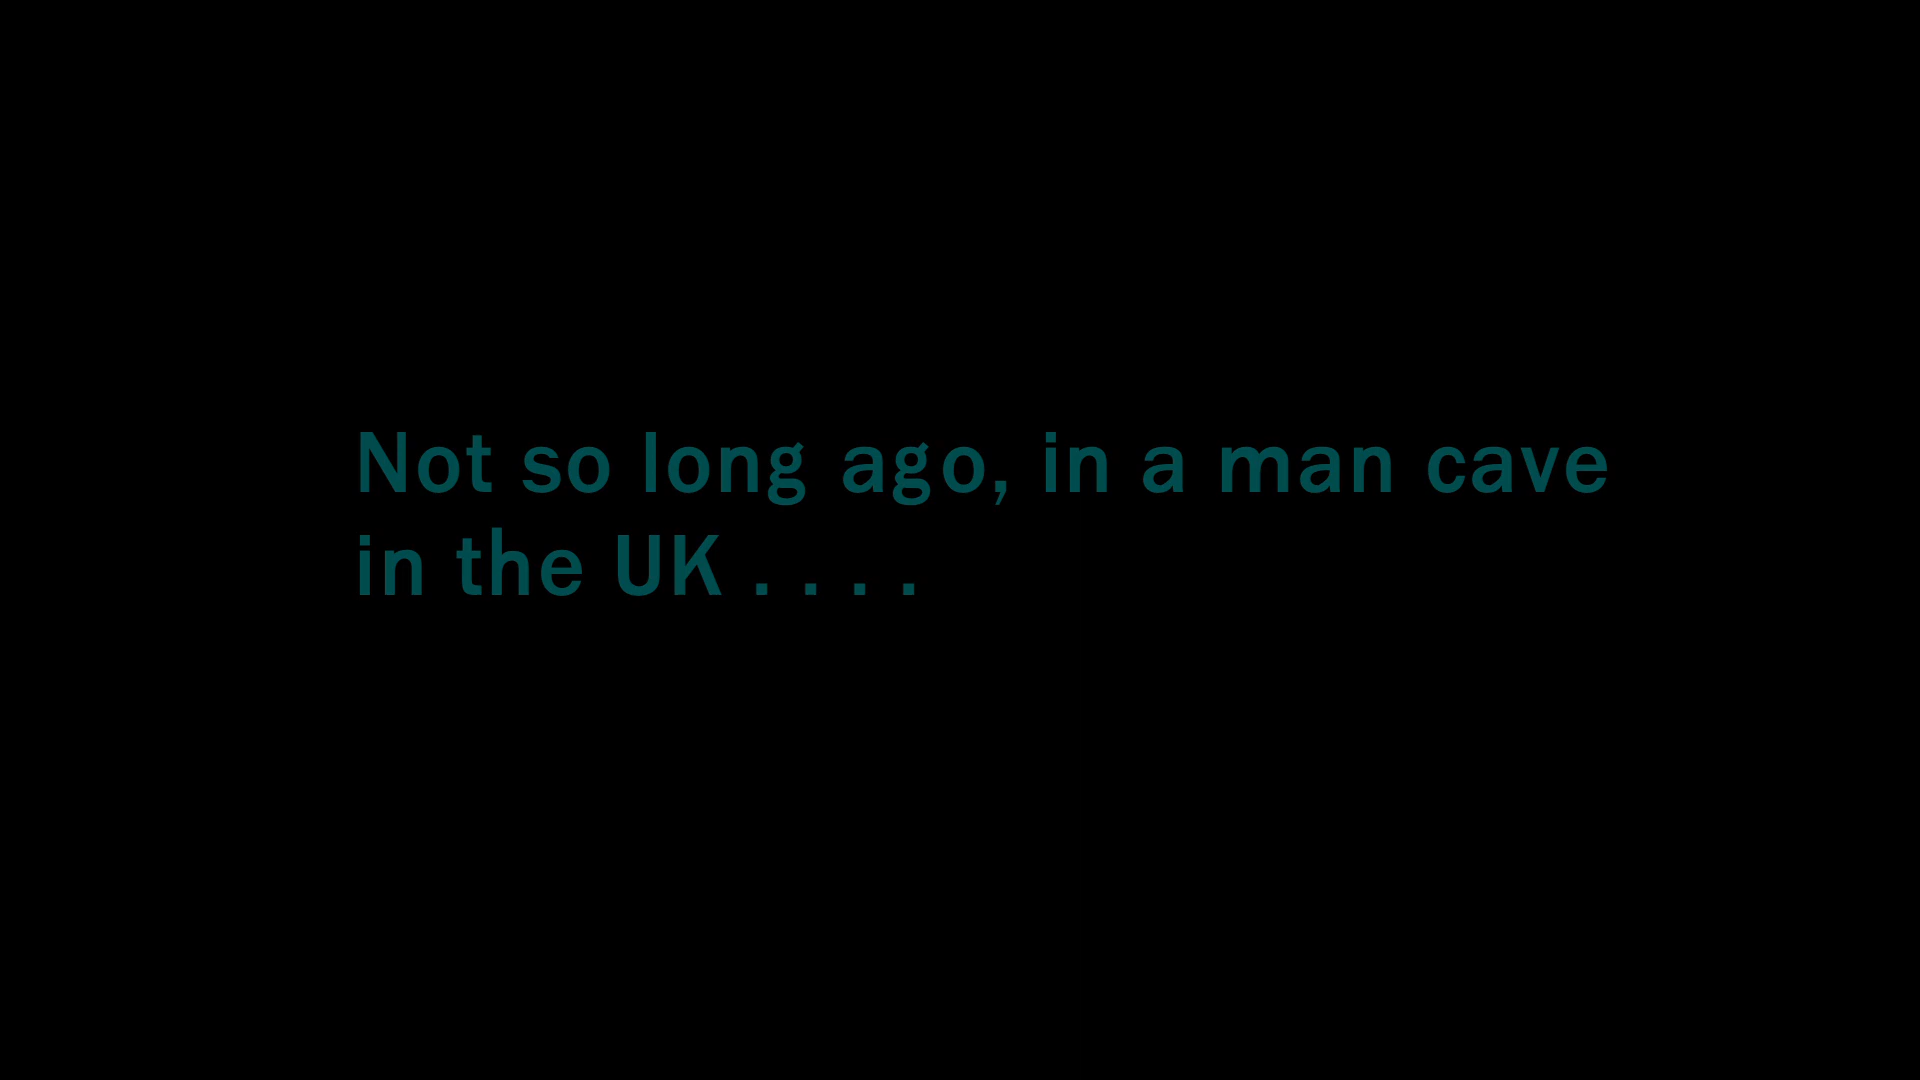 Not so long ago, in a man cave
in the UK . . . .